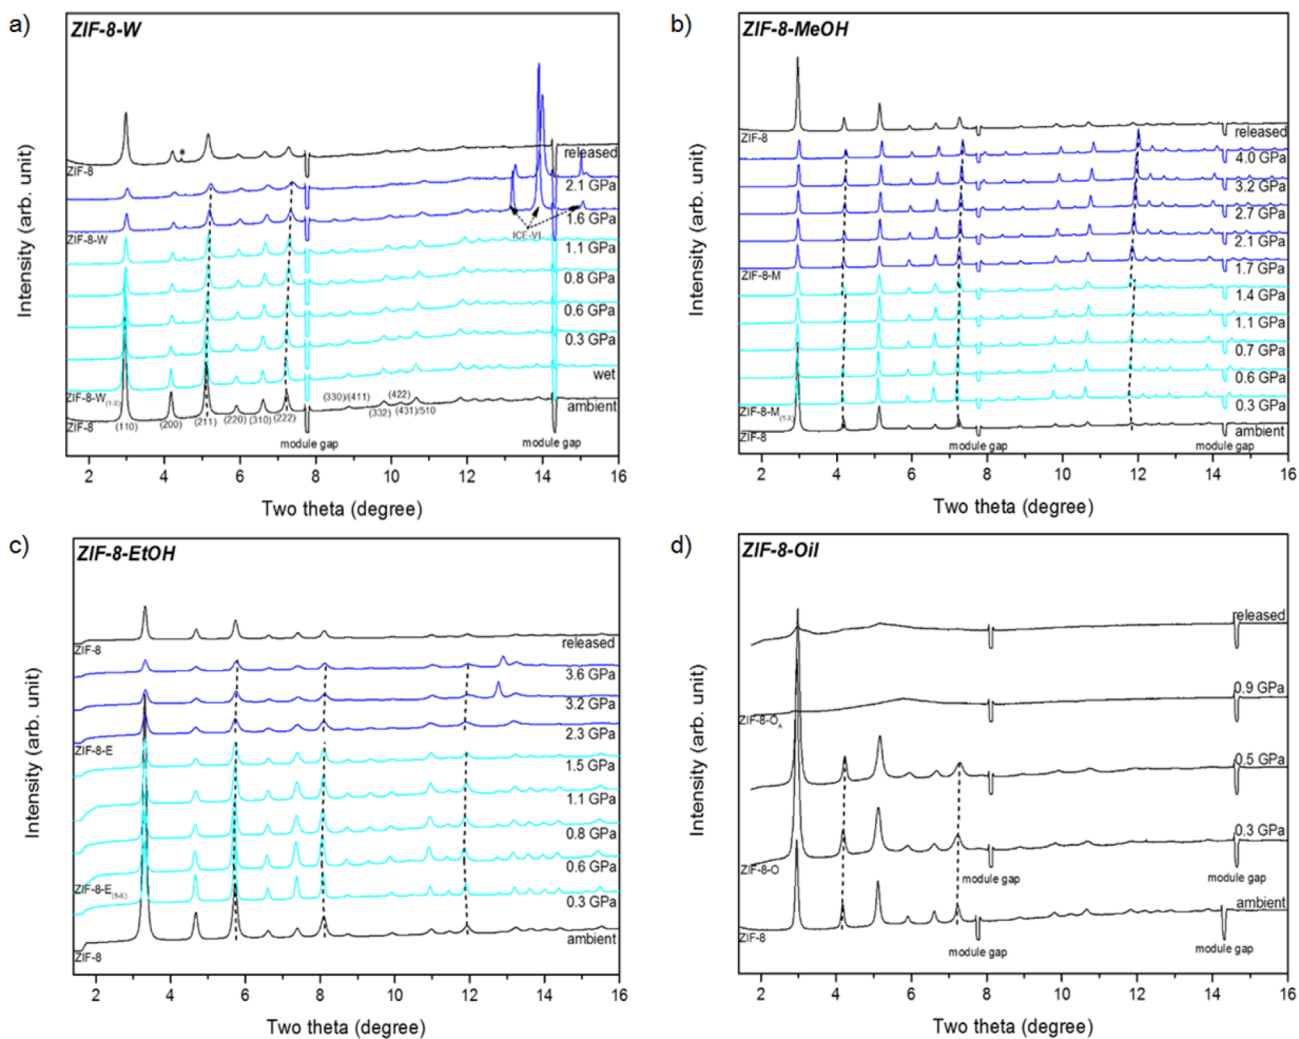 a)
ZIF-8-W
Intensity (arb. unit)
*
ZIF-8
released
2.1 GPa
ICE-VI
1.6 GPa
ZIF-8-W
1.1 GPa
0.8 GPa
0.6 GPa
0.3 GPa
wet
ZIF-8-W(1-X)
ambient
ZIF-8
(110) (200) (211) (220) (310) (222) (330)/(411) (332) (422) (431)/510
module gap module gap
2 4 6 8 10 12 14 16
Two theta (degree)
b)
ZIF-8-MeOH
Intensity (arb. unit)
ZIF-8
released
4.0 GPa
3.2 GPa
2.7 GPa
2.1 GPa
ZIF-8-M
1.7 GPa
1.4 GPa
1.1 GPa
0.7 GPa
0.6 GPa
0.3 GPa
ZIF-8-M(1-X)
ambient
ZIF-8
module gap module gap
2 4 6 8 10 12 14 16
Two theta (degree)
c)
ZIF-8-EtOH
Intensity (arb. unit)
ZIF-8
released
3.6 GPa
3.2 GPa
2.3 GPa
ZIF-8-E
1.5 GPa
1.1 GPa
0.8 GPa
0.6 GPa
ZIF-8-E(1-X)
0.3 GPa
ambient
ZIF-8
2 4 6 8 10 12 14 16
Two theta (degree)
d)
ZIF-8-Oil
Intensity (arb. unit)
released
0.9 GPa
ZIF-8-OA
0.5 GPa
0.3 GPa
ZIF-8-O
module gap module gap
ambient
ZIF-8
module gap module gap
2 4 6 8 10 12 14 16
Two theta (degree)